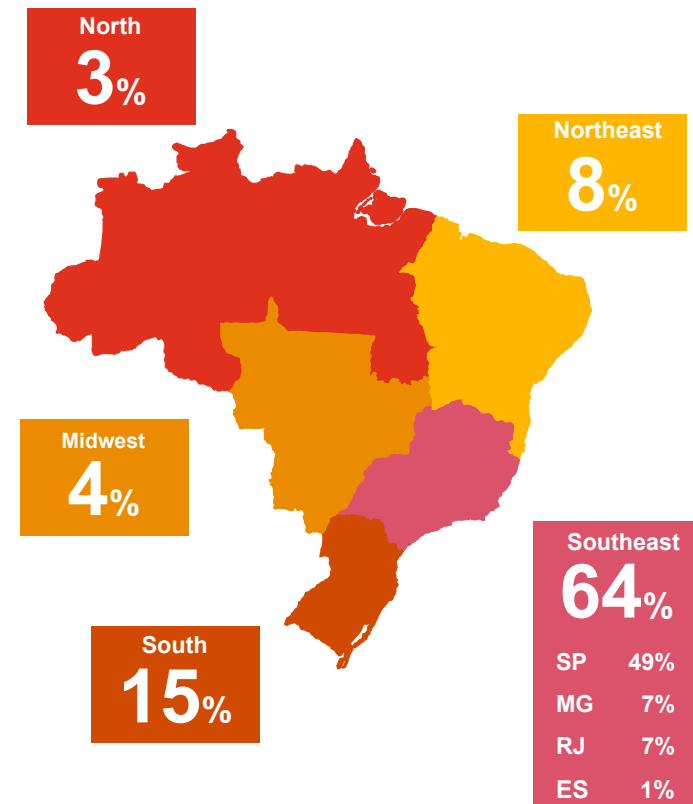 North
3%
Northeast
8%
Midwest
4%
South
15%
Southeast
64%
SP 49%
MG 7%
RJ 7%
ES 1%